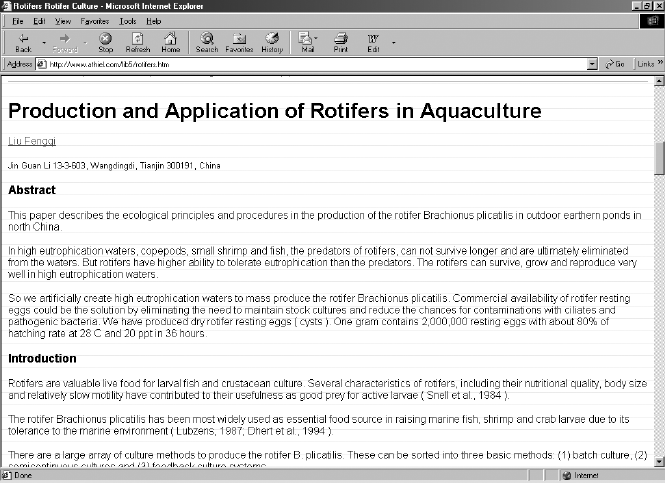 Rotifers Rotifer Culture - Microsoft Internet Explorer
File Edit View Favorites Tools Help
Back Forward Stop Refresh Home Search Favorites History Mail Print Edit
Address http://www.athiel.com/lib5/rotifers.htm Go Links »
Production and Application of Rotifers in Aquaculture
Liu Fengqi
Jin Guan Li 13-3-603, Wangdingdi, Tianjin 300191, China
Abstract
This paper describes the ecological principles and procedures in the production of the rotifer Brachionus plicatilis in outdoor earthern ponds in
north China.
In high eutrophication waters, copepods, small shrimp and fish, the predators of rotifers, can not survive longer and are ultimately eliminated
from the waters. But rotifers have higher ability to tolerate eutrophication than the predators. The rotifers can survive, grow and reproduce very
well in high eutrophication waters.
So we artificially create high eutrophication waters to mass produce the rotifer Brachionus plicatilis. Commercial availability of rotifer resting
eggs could be the solution by eliminating the need to maintain stock cultures and reduce the chances for contaminations with ciliates and
pathogenic bacteria. We have produced dry rotifer resting eggs ( cysts ). One gram contains 2,000,000 resting eggs with about 80% of
hatching rate at 28 C and 20 ppt in 36 hours.
Introduction
Rotifers are valuable live food for larval fish and crustacean culture. Several characteristics of rotifers, including their nutritional quality, body size
and relatively slow motility have contributed to their usefulness as good prey for active larvae ( Snell et al., 1984 ).
The rotifer Brachionus plicatilis has been most widely used as essential food source in raising marine fish, shrimp and crab larvae due to its
tolerance to the marine environment ( Lubzens, 1987; Dhert et al., 1994 ).
There are a large array of culture methods to produce the rotifer B. plicatilis. These can be sorted into three basic methods: (1) batch culture, (2)
semicontinuous cultures and (3) feedback culture systems.
Done Internet